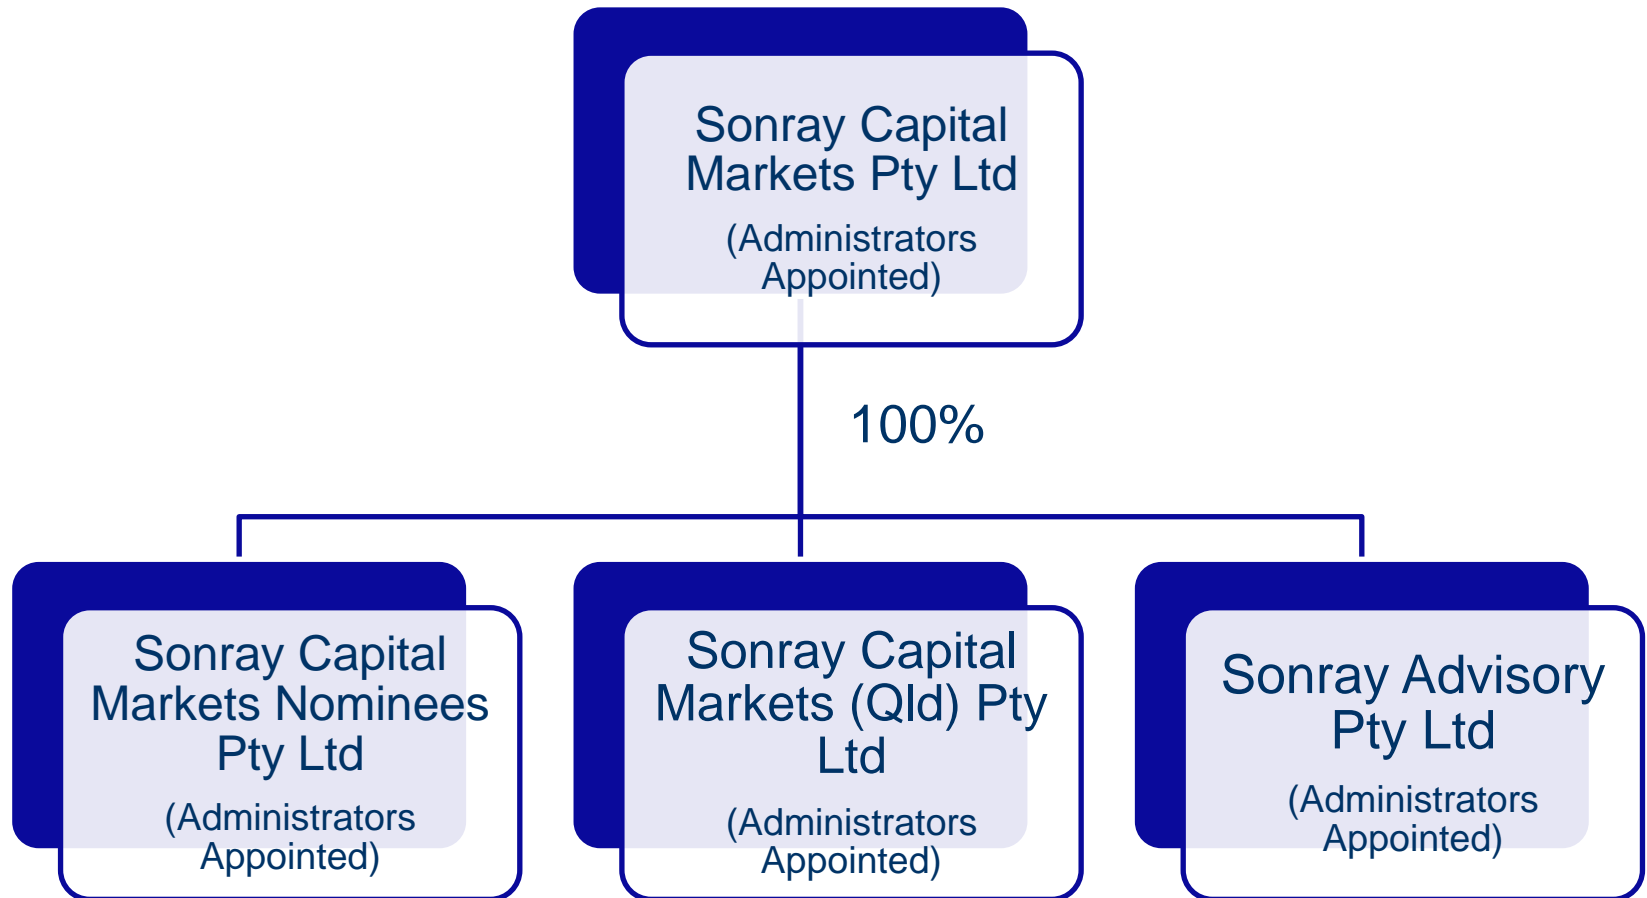 Sonray Capital
Markets Pty Ltd
(Administrators
Appointed)
100%
Sonray Capital
Markets Nominees
Pty Ltd
(Administrators
Appointed)
Sonray Capital
Markets (Qld) Pty
Ltd
(Administrators
Appointed)
Sonray Advisory
Pty Ltd
(Administrators
Appointed)